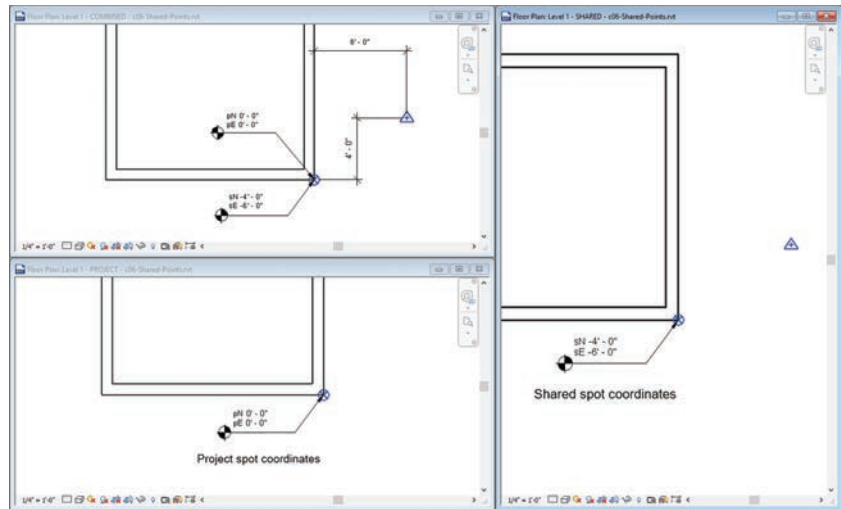 Floor Plan: Level 1 - COMBINED - c06-Shared-Points.rvt
6' - 0"
pN 0' - 0"
pE 0' - 0"
4' - 0"
sN -4' - 0"
sE -6' - 0"
1/4" = 1'-0"
Floor Plan: Level 1 - PROJECT - c06-Shared-Points.rvt
pN 0' - 0"
pE 0' - 0"
Project spot coordinates
1/4" = 1'-0"
Floor Plan: Level 1 - SHARED - c06-Shared-Points.rvt
sN -4' - 0"
sE -6' - 0"
Shared spot coordinates
1/4" = 1'-0"